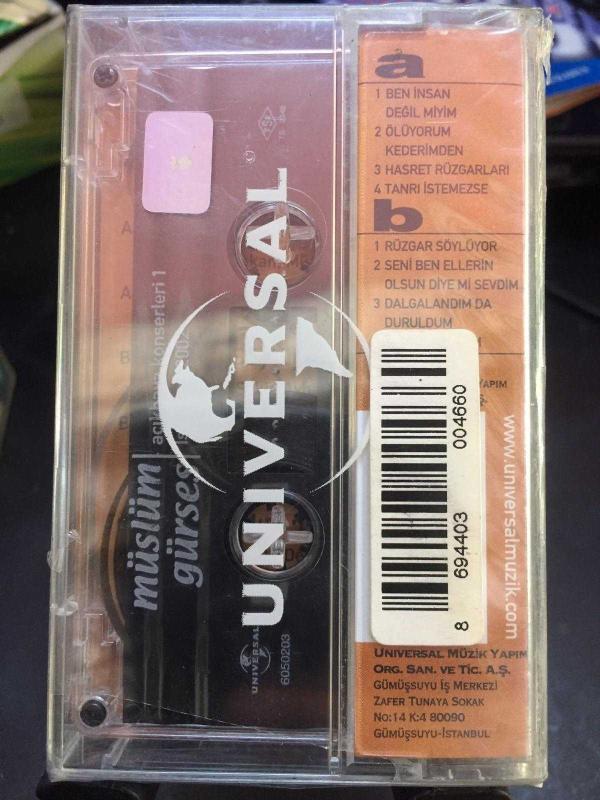 a
1 BEN İNSAN
DEĞİL MİYİM
2 ÖLÜYORUM
KEDERİMDEN
3 HASRET RÜZGARLARI
4 TANRI İSTEMEZSE
b
1 RÜZGAR SÖYLÜYOR
2 SENİ BEN ELLERİN
OLSUN DİYE Mİ SEVDİM
3 DALGALANDIM DA
DURULDUM
YAPIM
Ş.
www.universalmuzik.com
8 694403 004660
UNIVERSAL MÜZİK YAPIM
ORG. SAN. VE TİC. A.Ş.
GÜMÜŞSUYU İŞ MERKEZİ
ZAFER TUNAYA SOKAK
No:14 K:4 80090
GÜMÜŞSUYU-İSTANBUL
UNIVERSAL
müslüm
gürses
açıkhava konserleri 1
UNIVERSAL
6050203